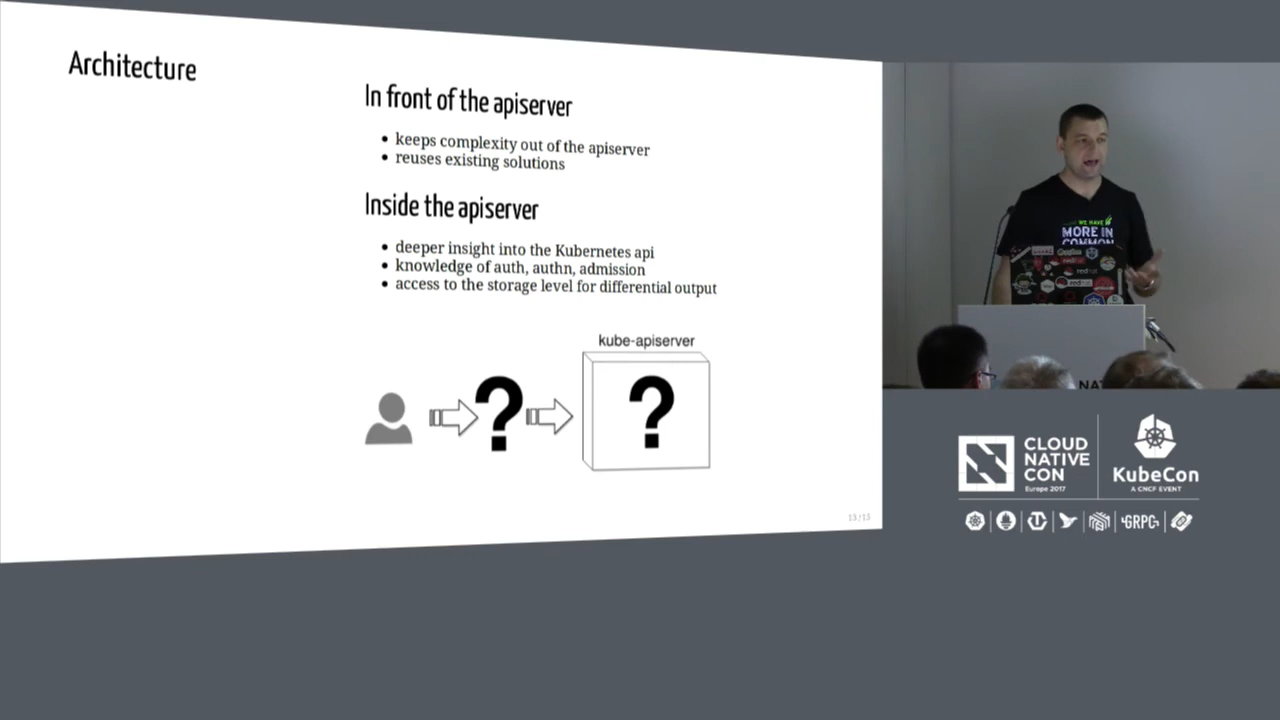 Architecture
In front of the apiserver
• keeps complexity out of the apiserver
• reuses existing solutions
Inside the apiserver
• deeper insight into the Kubernetes api
• knowledge of auth, authn, admission
• access to the storage level for differential output
kube-apiserver
? ?
13/13
WE HAVE
MORE IN
COMMON
redhat
CLOUD
NATIVE
CON
Europe 2017
KubeCon
A CNCF EVENT
GRPC